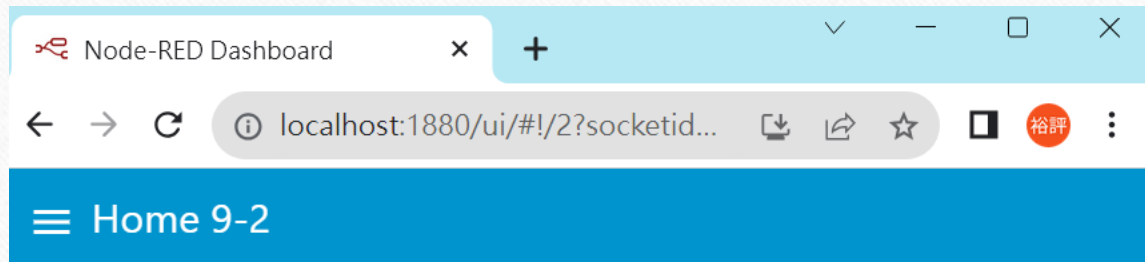 Node-RED Dashboard
localhost:1880/ui/#!/2?socketid...
裕評
Home 9-2